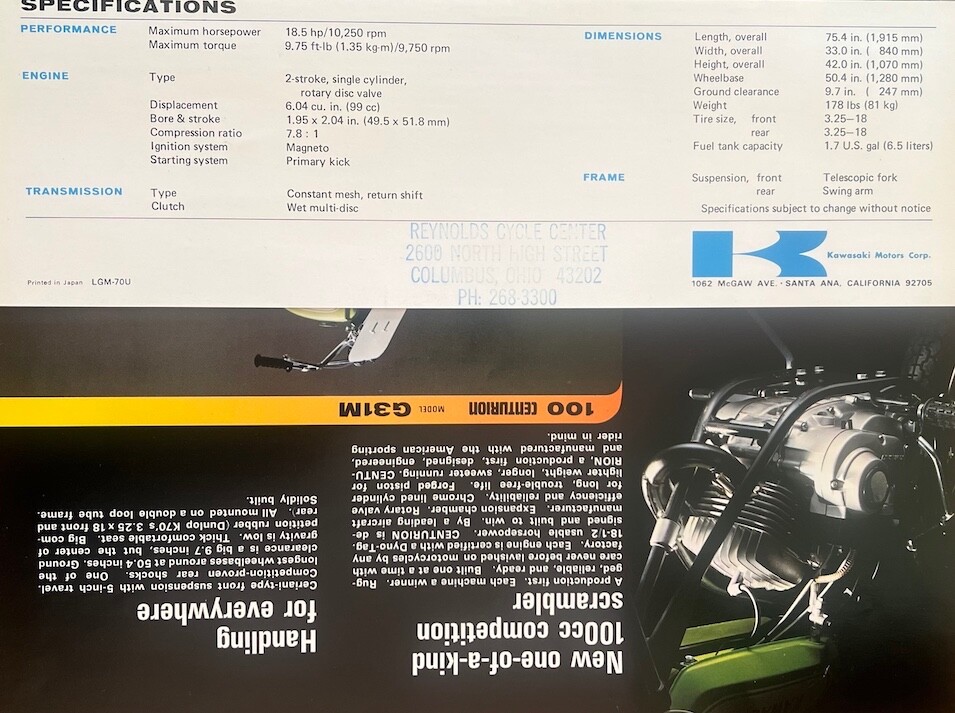 SPECIFICATIONS
PERFORMANCE
Maximum horsepower 18.5 hp/10,250 rpm
Maximum torque 9.75 ft-lb (1.35 kg-m)/9,750 rpm
ENGINE
Type 2-stroke, single cylinder,
rotary disc valve
Displacement 6.04 cu. in. (99 cc)
Bore & stroke 1.95 x 2.04 in. (49.5 x 51.8 mm)
Compression ratio 7.8 : 1
Ignition system Magneto
Starting system Primary kick
TRANSMISSION
Type Constant mesh, return shift
Clutch Wet multi-disc
DIMENSIONS
Length, overall 75.4 in. (1,915 mm)
Width, overall 33.0 in. ( 840 mm)
Height, overall 42.0 in. (1,070 mm)
Wheelbase 50.4 in. (1,280 mm)
Ground clearance 9.7 in. ( 247 mm)
Weight 178 lbs (81 kg)
Tire size, front 3.25—18
rear 3.25—18
Fuel tank capacity 1.7 U.S. gal (6.5 liters)
FRAME
Suspension, front Telescopic fork
rear Swing arm
Specifications subject to change without notice
REYNOLDS CYCLE CENTER
2600 NORTH HIGH STREET
COLUMBUS, OHIO 43202
PH: 268-3300
Kawasaki Motors Corp.
1062 McGAW AVE. · SANTA ANA, CALIFORNIA 92705
Printed in Japan LGM-70U
New one-of-a-kind
100cc competition
scrambler
A production first. Each machine a winner. Rug-
ged, reliable, and ready. Built one at a time with
care never before lavished on motorcycles by any
factory. Each engine is certified with a Dyno-Tag.
18-1/2 usable horsepower. CENTURION is de-
signed and built to win. By a leading aircraft
manufacturer. Expansion chamber. Rotary valve
efficiency and reliability. Chrome lined cylinder
for long, trouble-free life. Forged piston for
lighter weight, longer, sweeter running. CENTU-
RION, a production first, designed, engineered,
and manufactured with the American sporting
rider in mind.
Handling
for everywhere
Ceriani-type front suspension with 5-inch travel.
Competition-proven rear shocks. One of the
longest wheelbases around at 50.4 inches. Ground
clearance is a big 9.7 inches, but the center of
gravity is low. Thick comfortable seat. Big com-
petition rubber (Dunlop K70's 3.25 x 18 front and
rear). All mounted on a double loop tube frame.
Solidly built.
100 CENTURION MODEL G31M